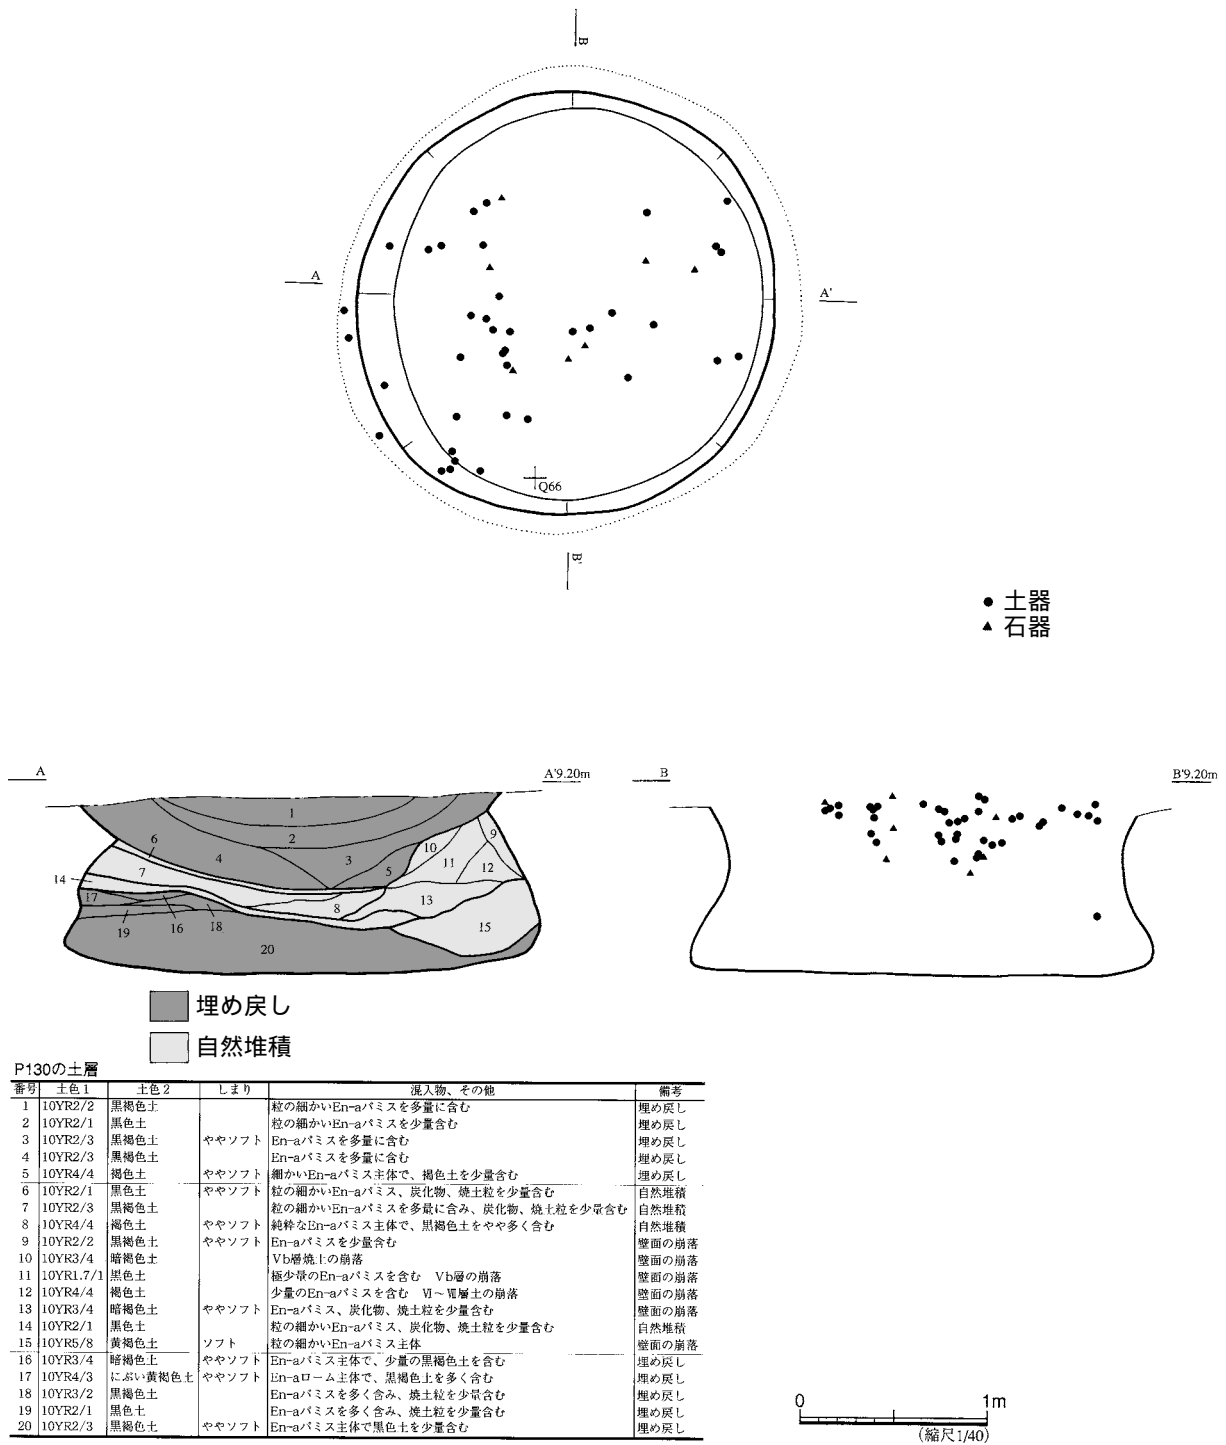 B
A
A'
Q66
B'
● 土器
▲ 石器
A
A'9.20m
B
B'9.20m
1
2
3
4
5
6
7
8
9
10
11
12
13
14
15
16
17
18
19
20
埋め戻し
自然堆積
P130の土層
番号 土色1 土色2 しまり 混入物、その他 備考
1 10YR2/2 黒褐色土 粒の細かいEn-aパミスを多量に含む 埋め戻し
2 10YR2/1 黒色土 粒の細かいEn-aパミスを少量含む 埋め戻し
3 10YR2/3 黒褐色土 ややソフト En-aパミスを多量に含む 埋め戻し
4 10YR2/3 黒褐色土 En-aパミスを多量に含む 埋め戻し
5 10YR4/4 褐色土 ややソフト 細かいEn-aパミス主体で、褐色土を少量含む 埋め戻し
6 10YR2/1 黒色土 ややソフト 粒の細かいEn-aパミス、炭化物、焼土粒を少量含む 自然堆積
7 10YR2/3 黒褐色土 粒の細かいEn-aパミスを多量に含み、炭化物、焼土粒を少量含む 自然堆積
8 10YR4/4 褐色土 ややソフト 純粋なEn-aパミス主体で、黒褐色土をやや多く含む 自然堆積
9 10YR2/2 黒褐色土 ややソフト En-aパミスを少量含む 壁面の崩落
10 10YR3/4 暗褐色土 Vb層焼土の崩落 壁面の崩落
11 10YR1.7/1 黒色土 極少量のEn-aパミスを含む Vb層の崩落 壁面の崩落
12 10YR4/4 褐色土 少量のEn-aパミスを含む Ⅵ～Ⅶ層土の崩落 壁面の崩落
13 10YR3/4 暗褐色土 ややソフト En-aパミス、炭化物、焼土粒を少量含む 壁面の崩落
14 10YR2/1 黒色土 粒の細かいEn-aパミス、炭化物、焼土粒を少量含む 自然堆積
15 10YR5/8 黄褐色土 ソフト 粒の細かいEn-aパミス主体 壁面の崩落
16 10YR3/4 暗褐色土 ややソフト En-aパミス主体で、少量の黒褐色土を含む 埋め戻し
17 10YR4/3 にぶい黄褐色土 ややソフト En-aローム主体で、黒褐色土を多く含む 埋め戻し
18 10YR3/2 黒褐色土 En-aパミスを多く含み、焼土粒を少量含む 埋め戻し
19 10YR2/1 黒色土 En-aパミスを多く含み、焼土粒を少量含む 埋め戻し
20 10YR2/3 黒褐色土 ややソフト En-aパミス主体で黒色土を少量含む 埋め戻し
0 1m
(縮尺1/40)